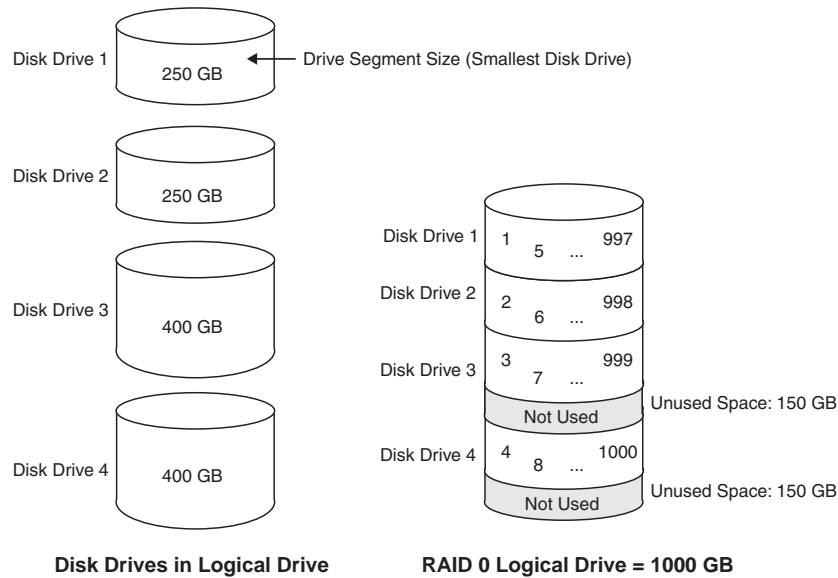 Disk Drive 1
250 GB
Drive Segment Size (Smallest Disk Drive)
Disk Drive 2
250 GB
Disk Drive 3
400 GB
Disk Drive 4
400 GB
Disk Drives in Logical Drive
Disk Drive 1
1 5 ... 997
Disk Drive 2
2 6 ... 998
Disk Drive 3
3 7 ... 999
Not Used
Unused Space: 150 GB
Disk Drive 4
4 8 ... 1000
Not Used
Unused Space: 150 GB
RAID 0 Logical Drive = 1000 GB